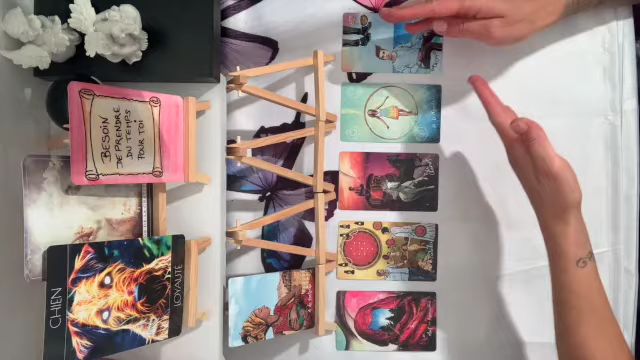 BESOIN
DE PRENDRE
DU TEMPS
POUR TOI
CHIEN
LOYAUTÉ